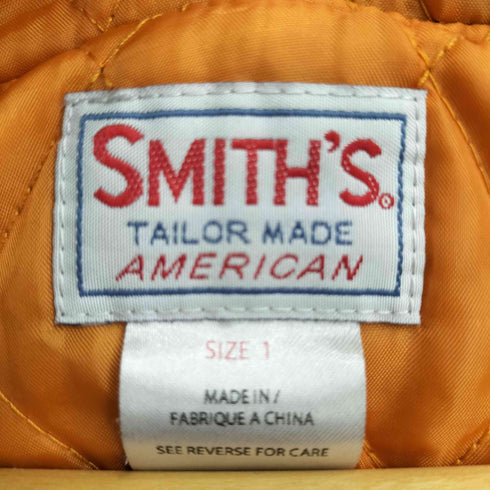 SMITH'S®
TAILOR MADE
AMERICAN
SIZE 1
MADE IN /
FABRIQUE A CHINA
SEE REVERSE FOR CARE